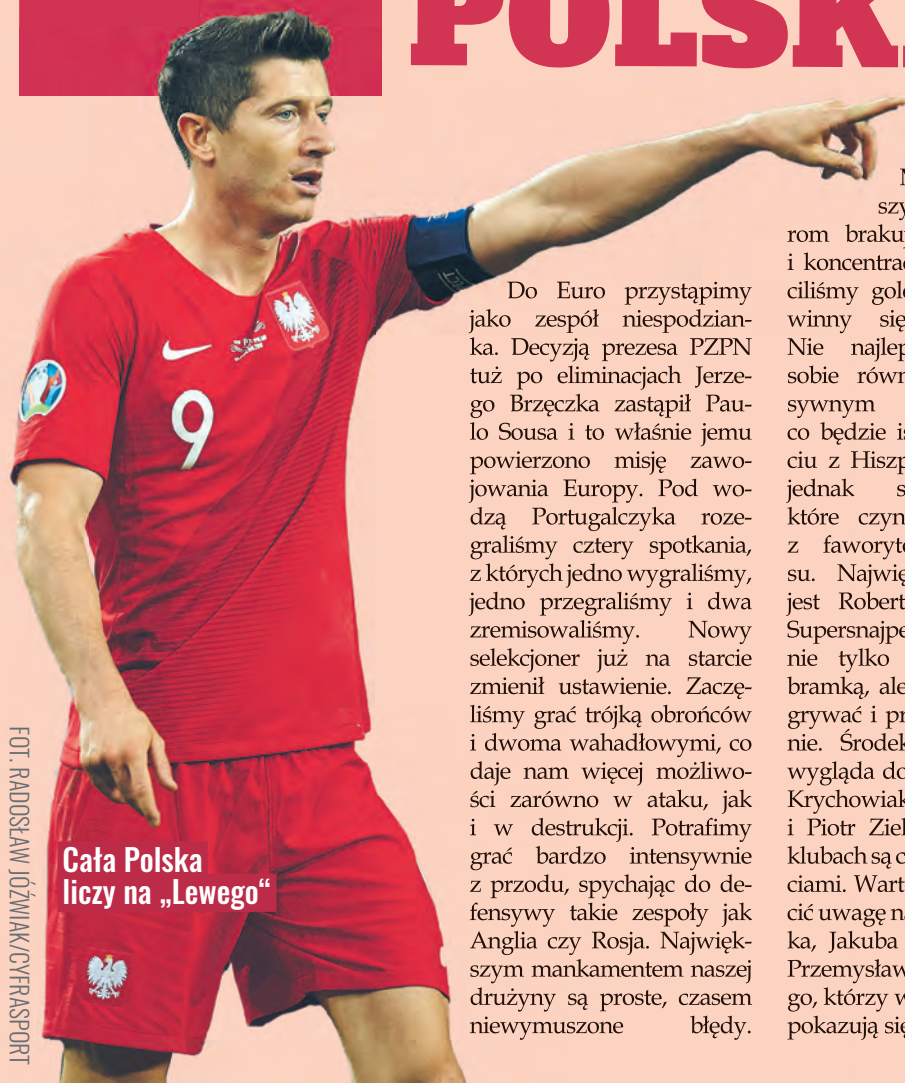 POLSK
Do Euro przystąpimy
jako zespół niespodzian-
ka. Decyzją prezesa PZPN
tuż po eliminacjach Jerze-
go Brzęczka zastąpił Pau-
lo Sousa i to właśnie jemu
powierzono misję zawo-
jowania Europy. Pod wo-
dzą Portugalczyka roze-
graliśmy cztery spotkania,
z których jedno wygraliśmy,
jedno przegraliśmy i dwa
zremisowaliśmy. Nowy
selekcjoner już na starcie
zmienił ustawienie. Zaczę-
liśmy grać trójką obrońców
i dwoma wahadłowymi, co
daje nam więcej możliwo-
ści zarówno w ataku, jak
i w destrukcji. Potrafimy
grać bardzo intensywnie
z przodu, spychając do de-
fensywy takie zespoły jak
Anglia czy Rosja. Najwięk-
szym mankamentem naszej
drużyny są proste, czasem
niewymuszone błędy.
szy
rom braku
i koncentra
ciliśmy gol
winny się
Nie najlep
sobie równ
sywnym
co będzie i
ciu z Hiszp
jednak s
które czyn
z faworyt
su. Najwię
jest Robert
Supersnajpe
nie tylko
bramką, ale
grywać i pr
nie. Środek
wygląda do
Krychowiak
i Piotr Ziel
klubach są
ciami. Wart
cić uwagę n
ka, Jakuba
Przemysław
go, którzy w
pokazują się
9
Cała Polska
liczy na „Lewego“
FOT. RADOSŁAW JÓŹWIAK/CYFRASPORT